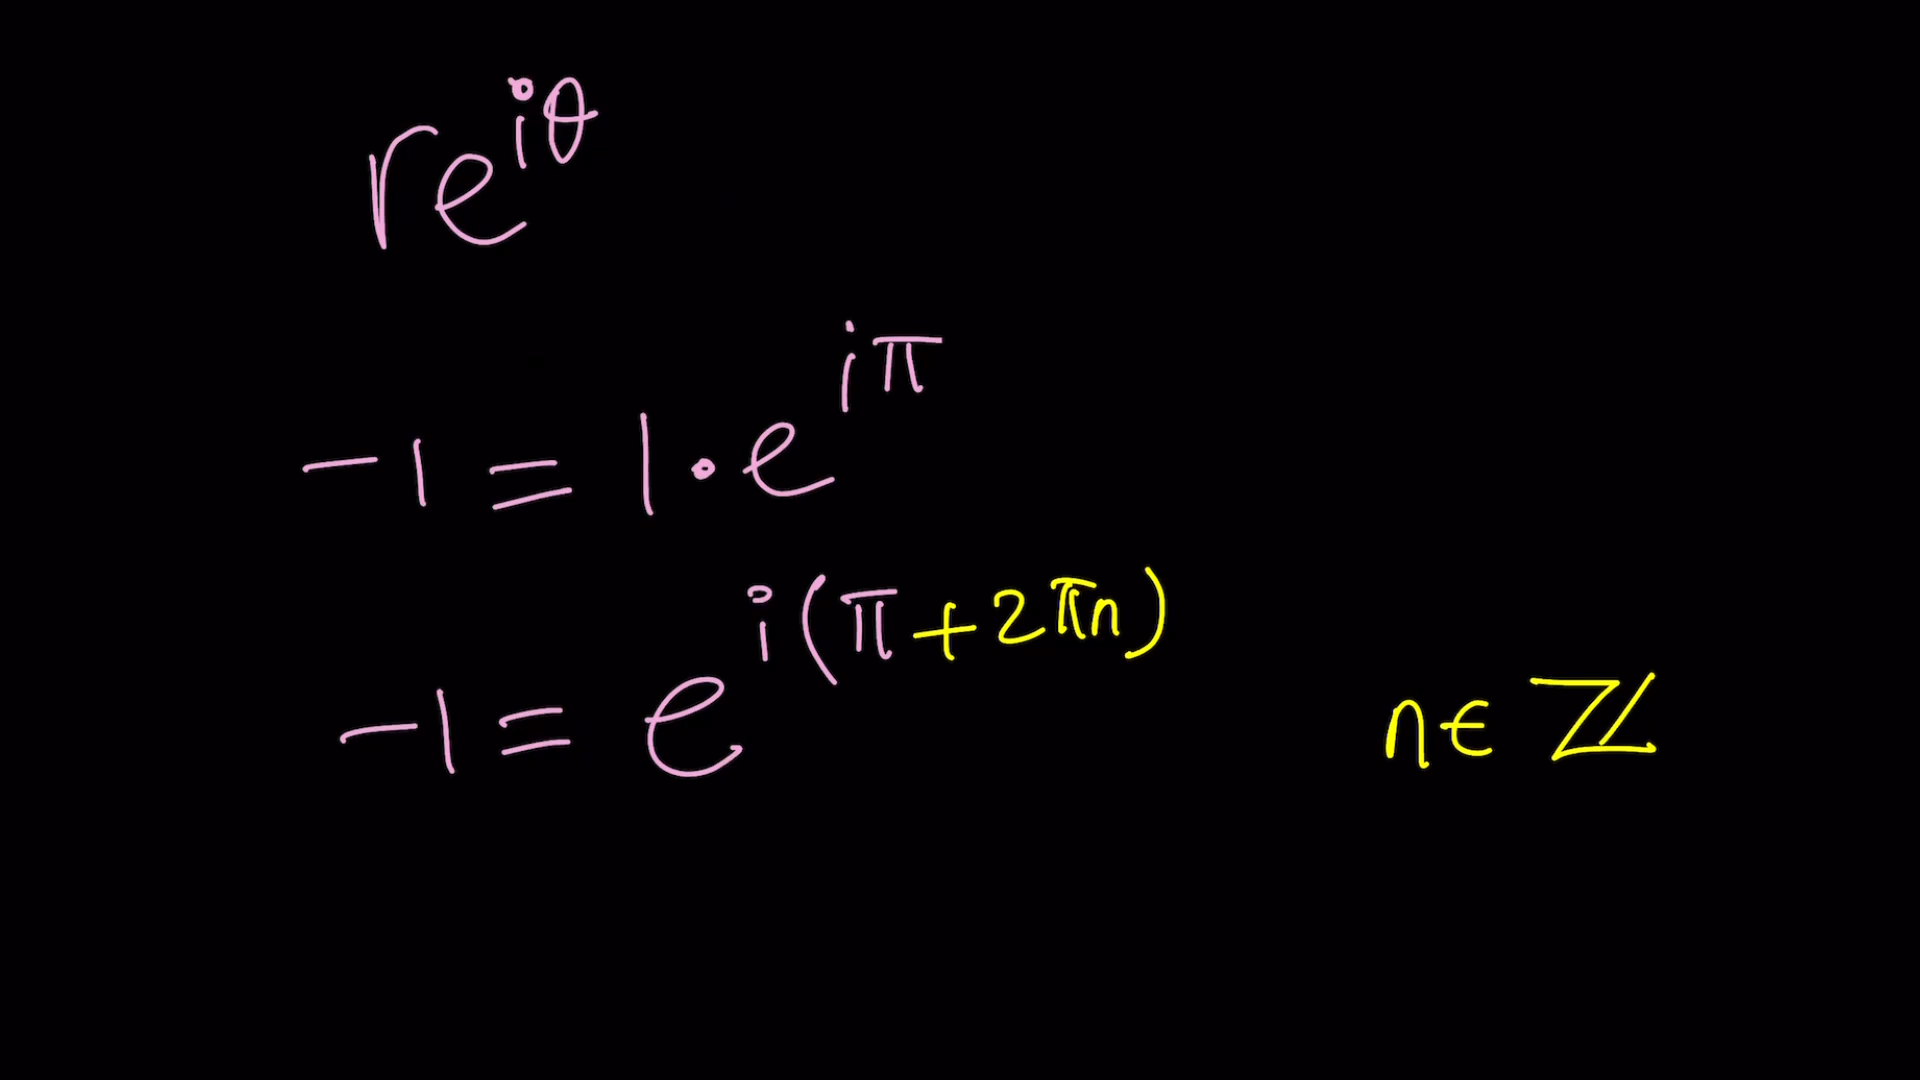 re^{iθ}
-1 = 1 · e^{iπ}
-1 = e^{i(π+2πn)} n ∈ ℤ